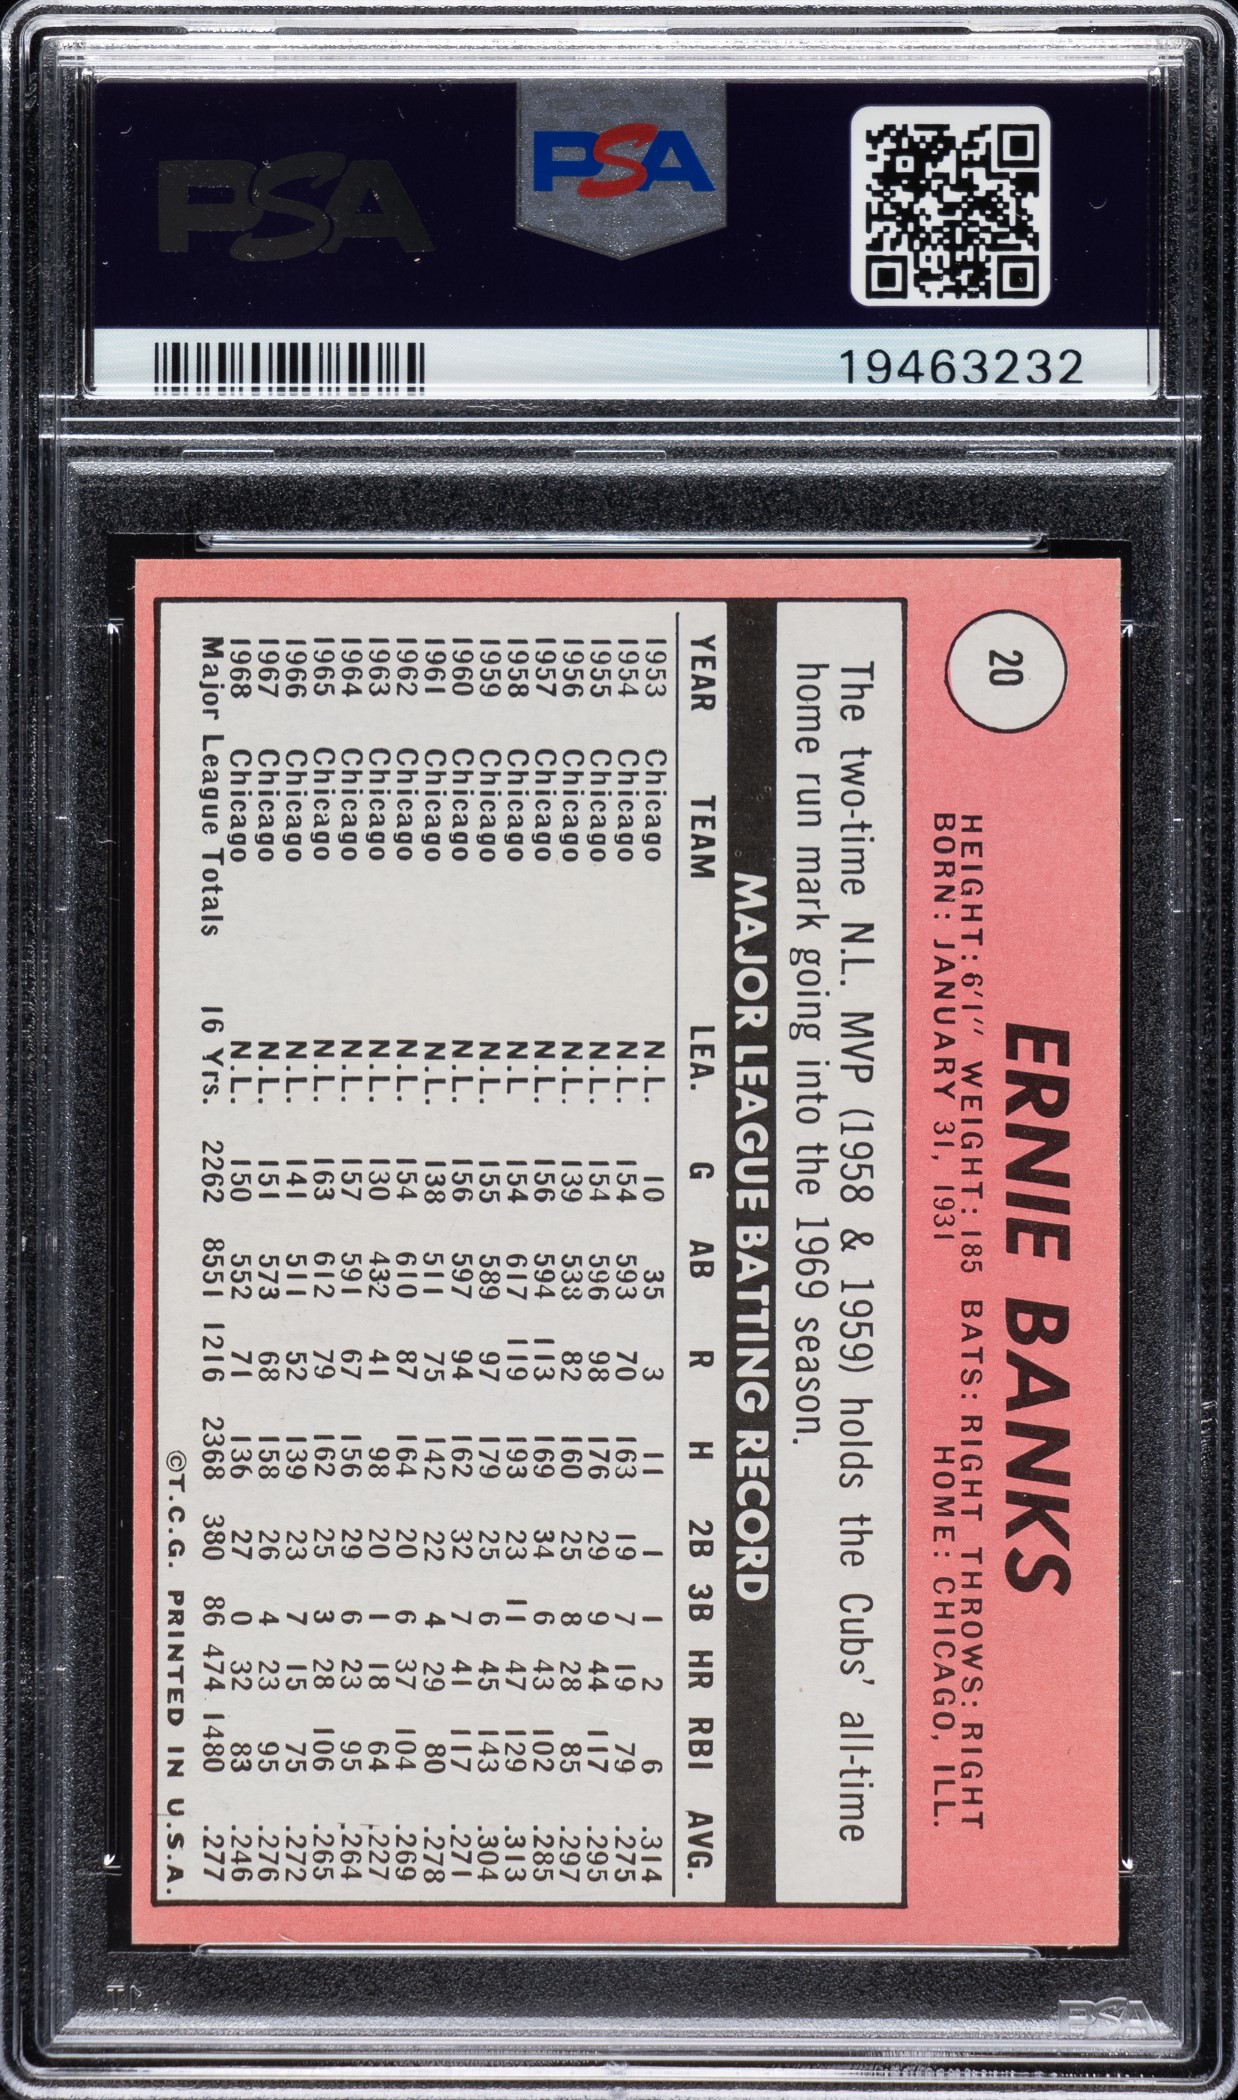 PSA
PSA
19463232
20
ERNIE BANKS
HEIGHT: 6'1" WEIGHT: 185 BATS: RIGHT THROWS: RIGHT
BORN: JANUARY 31, 1931 HOME: CHICAGO, ILL.
The two-time N.L. MVP (1958 & 1959) holds the Cubs' all-time
home run mark going into the 1969 season.
MAJOR LEAGUE BATTING RECORD
YEAR TEAM LEA. G AB R H 2B 3B HR RBI AVG.
1953 Chicago N.L. 10 35 3 11 1 1 2 6 .314
1954 Chicago N.L. 154 593 70 163 19 7 19 79 .275
1955 Chicago N.L. 154 596 98 176 29 9 44 117 .295
1956 Chicago N.L. 139 538 82 160 25 8 28 85 .297
1957 Chicago N.L. 156 594 113 169 34 6 43 102 .285
1958 Chicago N.L 154 617 119 193 23 11 47 129 .313
1959 Chicago N.L. 155 589 97 179 25 6 45 143 .304
1960 Chicago N.L. 156 597 94 162 32 7 41 117 .271
1961 Chicago N.L. 138 511 75 142 22 4 29 80 .278
1962 Chicago N.L. 154 610 87 164 20 6 37 104 .269
1963 Chicago N.L. 130 432 41 98 20 1 18 64 .227
1964 Chicago N.L. 157 591 67 156 29 6 23 95 .264
1965 Chicago N.L. 163 612 79 162 25 3 28 106 .265
1966 Chicago N.L. 141 511 52 139 23 7 15 75 .272
1967 Chicago N.L. 151 573 68 158 26 4 23 95 .276
1968 Chicago N.L. 150 552 71 136 27 0 32 83 .246
Major League Totals 16 Yrs. 2262 8551 1216 2368 380 86 474 1480 .277
©T.C.G. PRINTED IN U.S.A.
PSA